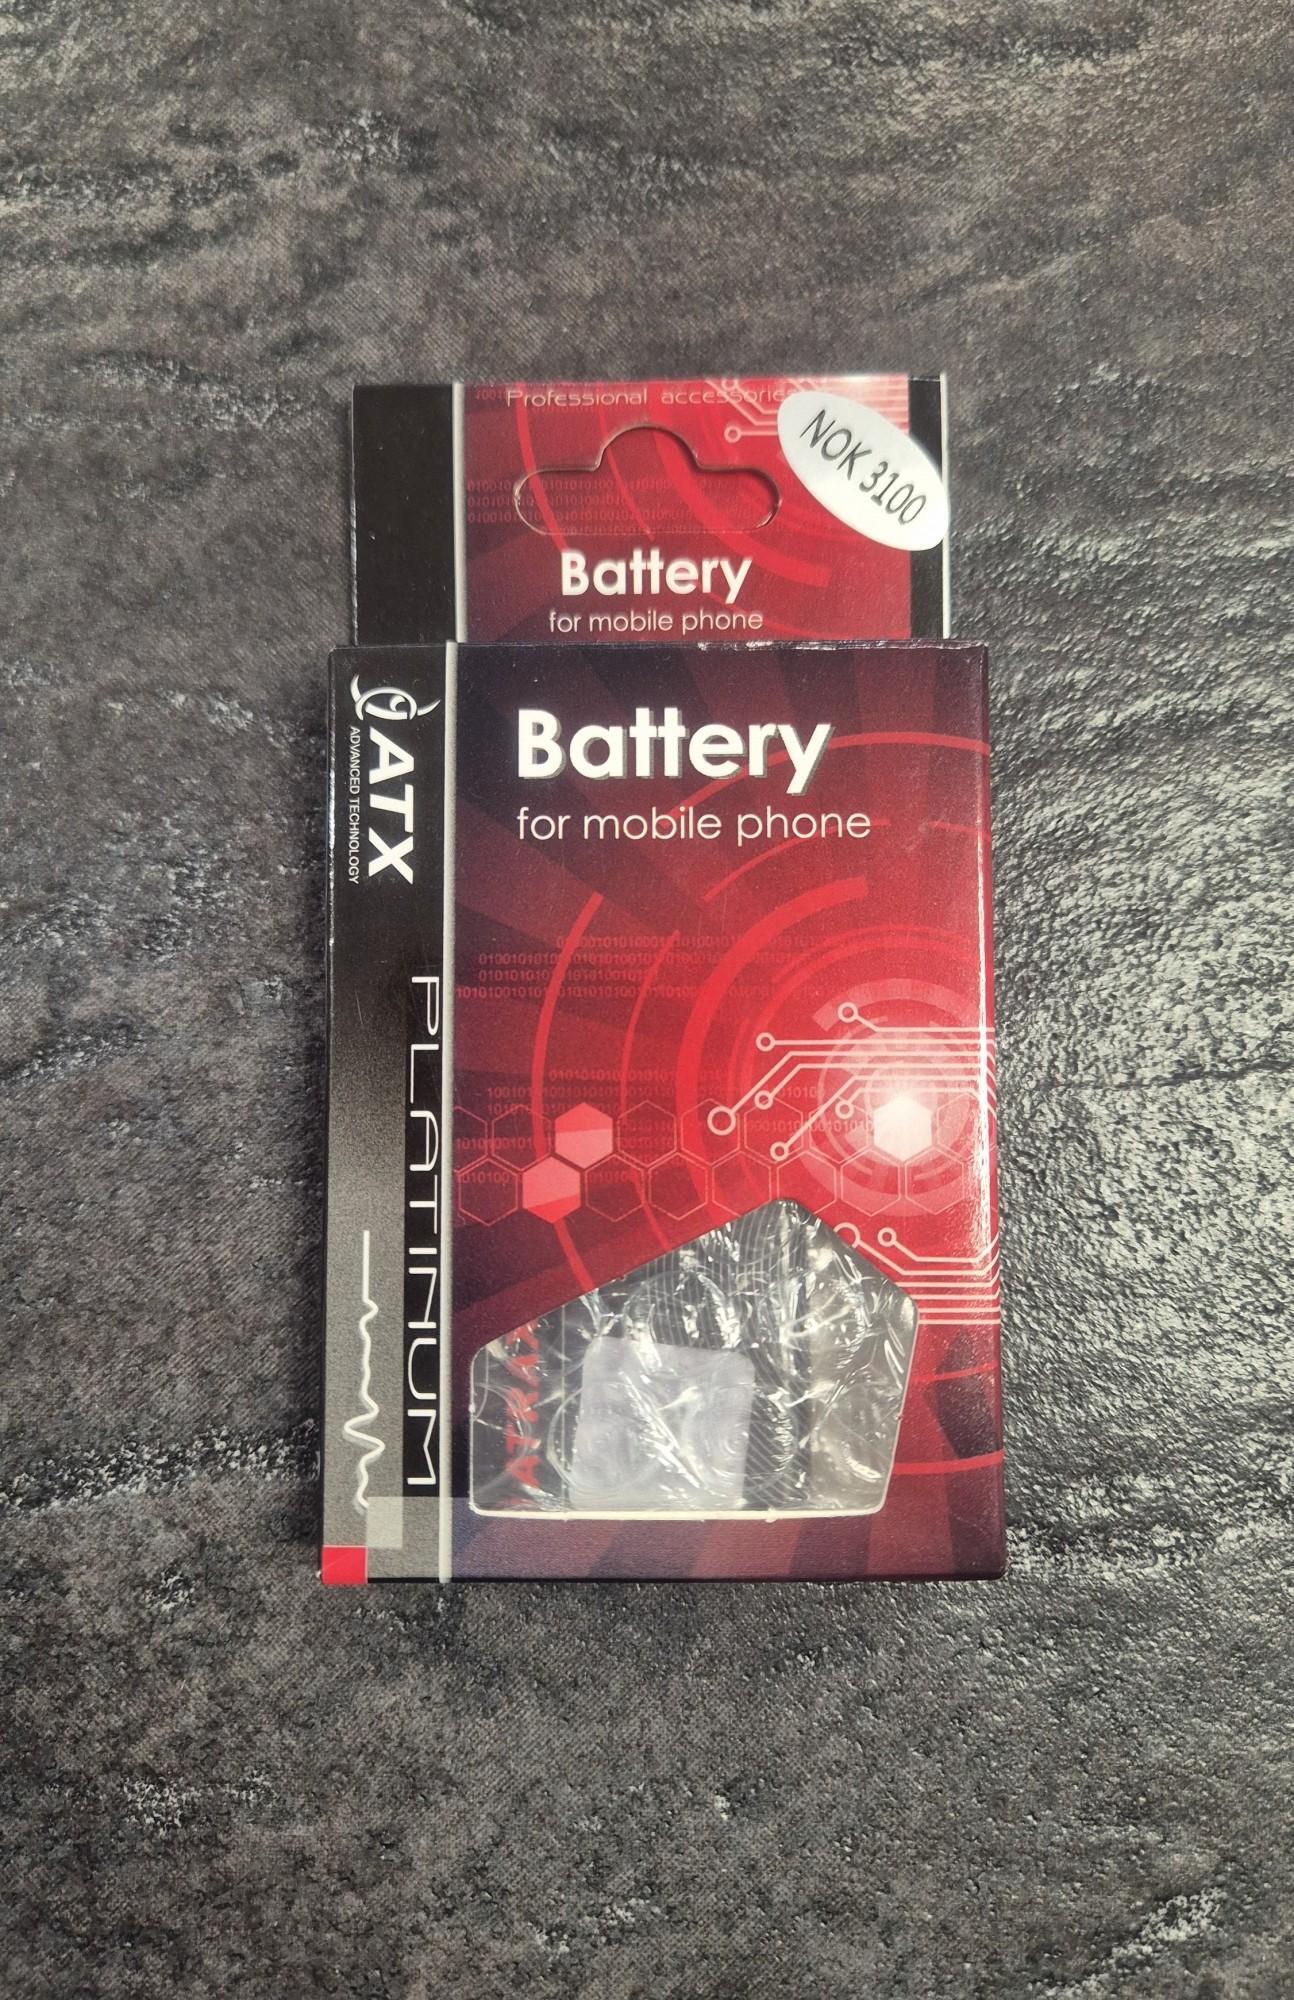 Professional accessories
NOK 3100
Battery
for mobile phone
ATX
ADVANCED TECHNOLOGY
Battery
for mobile phone
PLATINUM